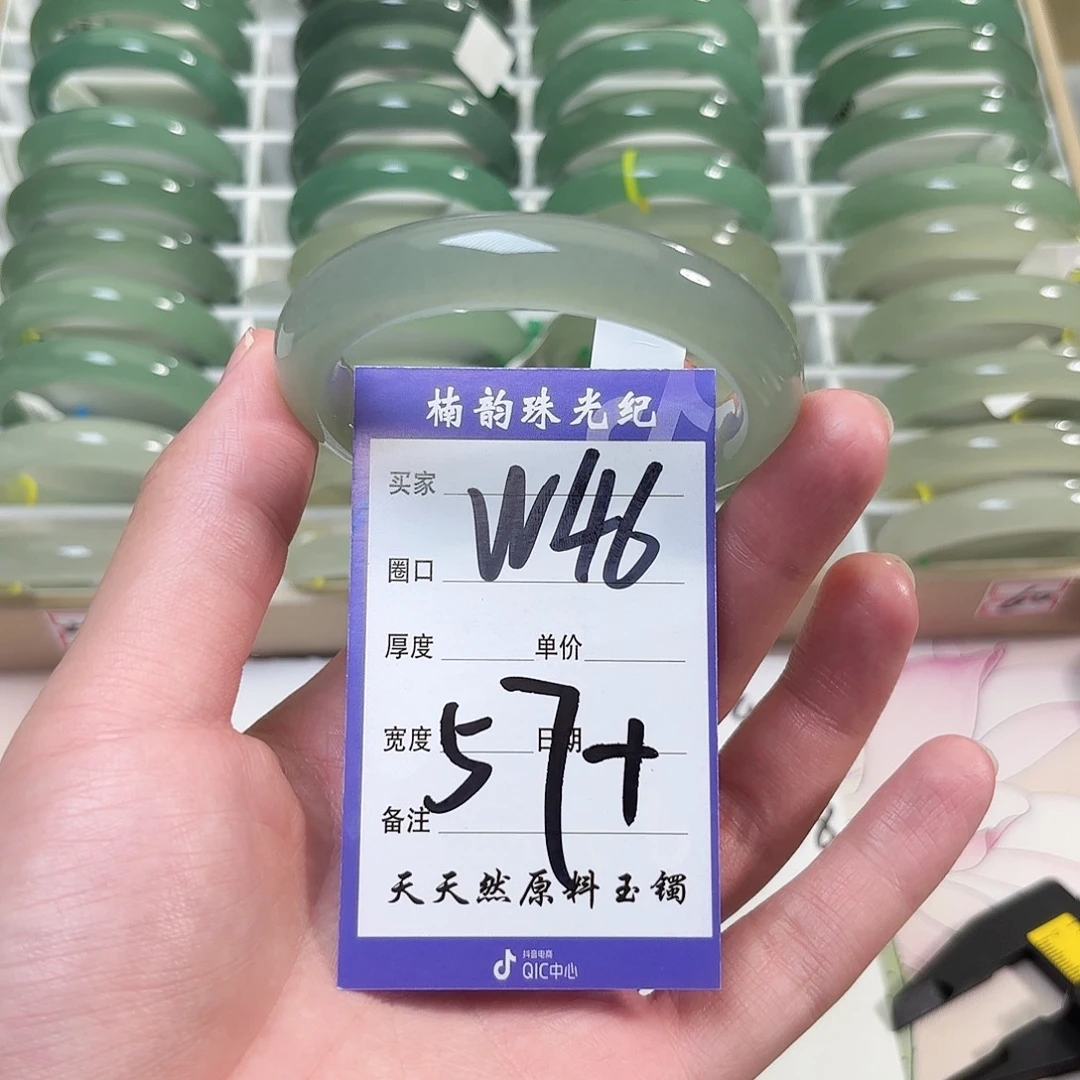 楠韵珠光纪
买家
W46
圈口
厚度 单价
宽度 日期
57+
备注
天天然原料玉镯
抖音电商
QIC中心